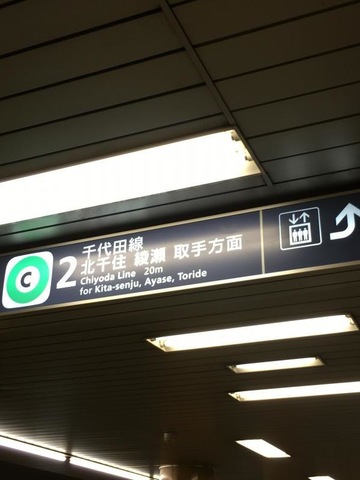 C
2
千代田線
北千住 綾瀬 取手方面
Chiyoda Line 20m
for Kita-senju, Ayase, Toride